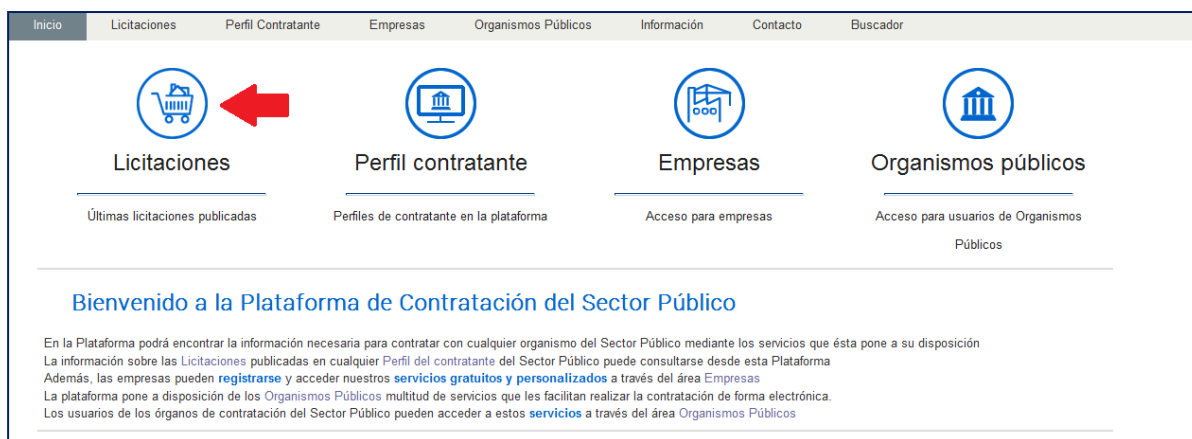 Inicio Licitaciones Perfil Contratante Empresas Organismos Públicos Información Contacto Buscador
Licitaciones Perfil contratante Empresas Organismos públicos
Últimas licitaciones publicadas Perfiles de contratante en la plataforma Acceso para empresas Acceso para usuarios de Organismos
Públicos
Bienvenido a la Plataforma de Contratación del Sector Público
En la Plataforma podrá encontrar la información necesaria para contratar con cualquier organismo del Sector Público mediante los servicios que ésta pone a su disposición
La información sobre las Licitaciones publicadas en cualquier Perfil del contratante del Sector Público puede consultarse desde esta Plataforma
Además, las empresas pueden registrarse y acceder nuestros servicios gratuitos y personalizados a través del área Empresas
La plataforma pone a disposición de los Organismos Públicos multitud de servicios que les facilitan realizar la contratación de forma electrónica.
Los usuarios de los órganos de contratación del Sector Público pueden acceder a estos servicios a través del área Organismos Públicos